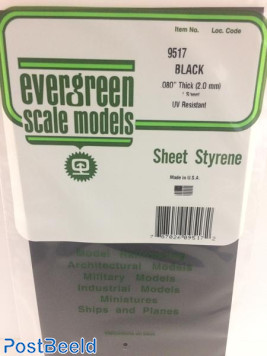 Item No. Loc. Code
9517
BLACK
.080" Thick (2.0 mm)
UV Resistant
evergreen
scale models
Sheet Styrene
Made in U.S.A.
Architectural Models
Military Models
Industrial Models
Miniatures
Ships and Planes
PostBeeld